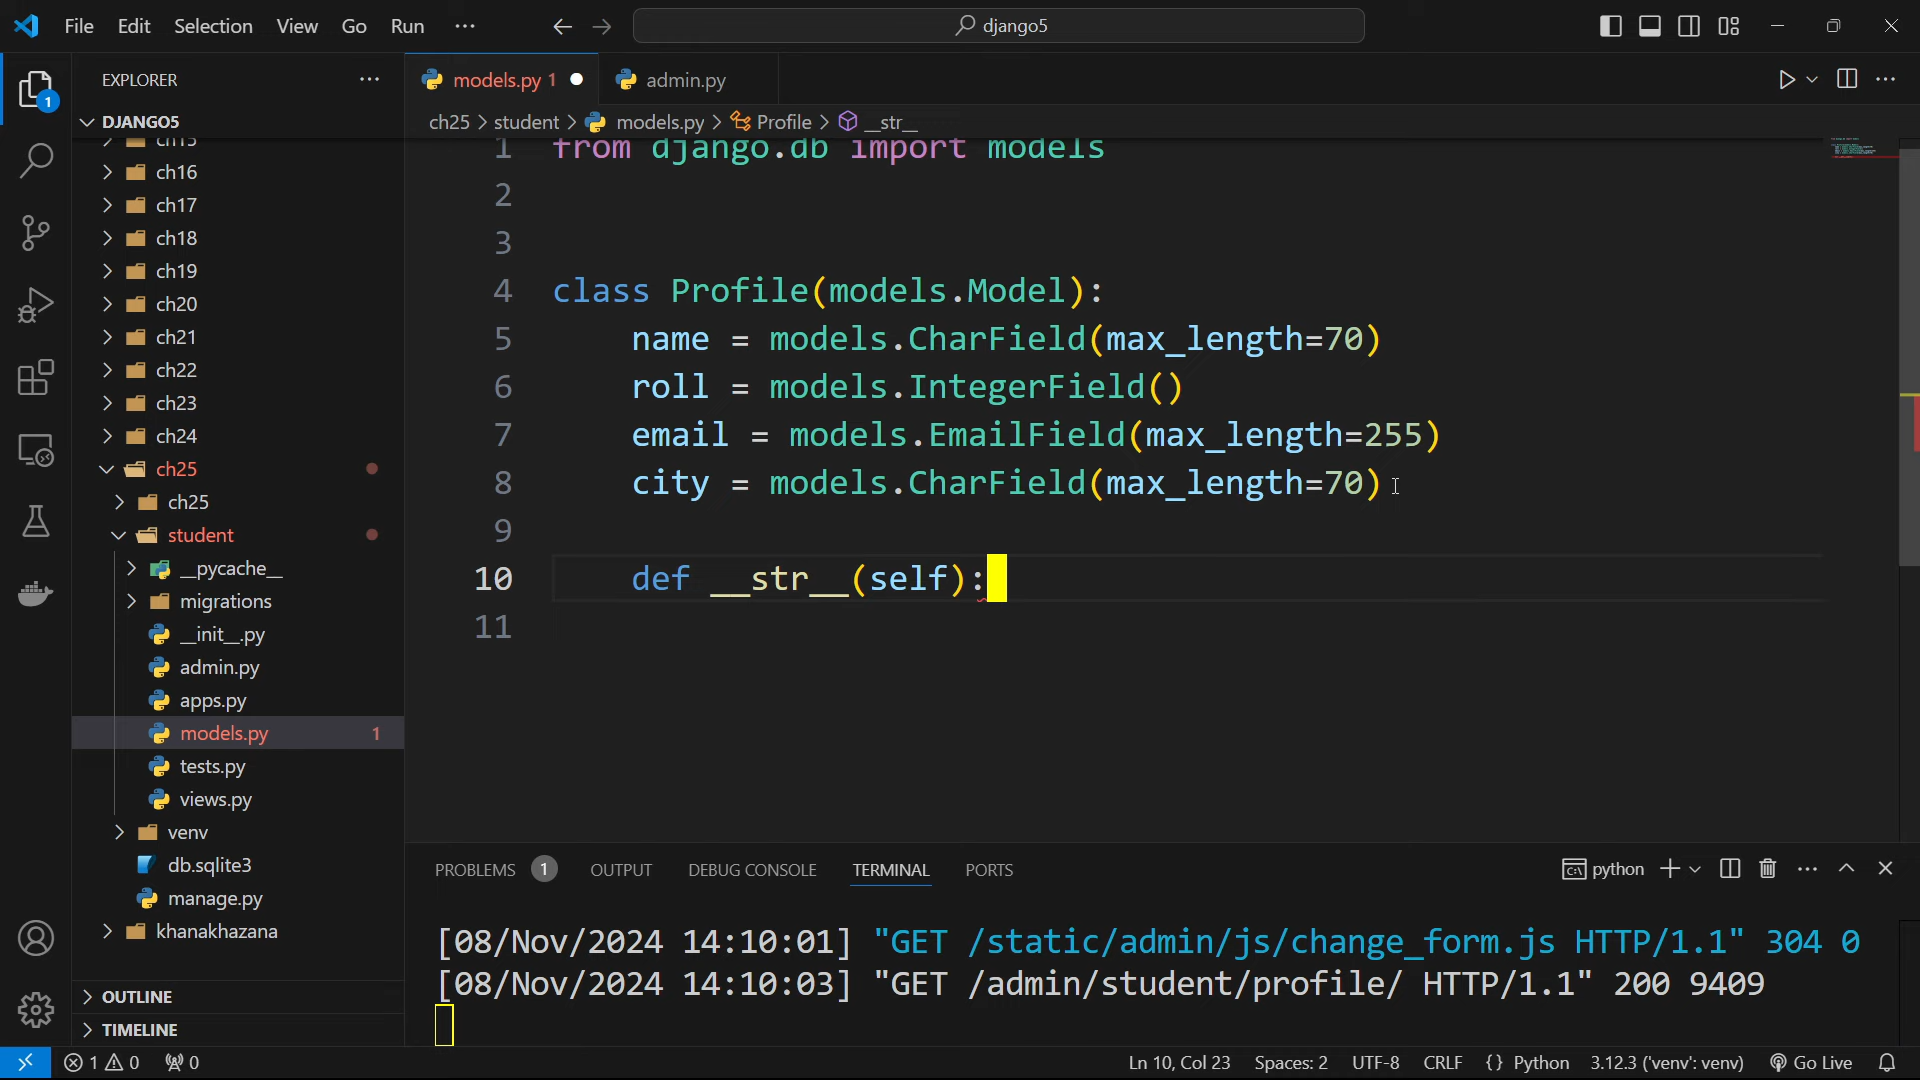 File Edit Selection View Go Run ··· django5
EXPLORER ···
models.py 1 admin.py
DJANGO5
ch25 > student > models.py > Profile > __str__
ch15
ch16
ch17
ch18
ch19
ch20
ch21
ch22
ch23
ch24
ch25
ch25
student
__pycache__
migrations
__init__.py
admin.py
apps.py
models.py 1
tests.py
views.py
venv
db.sqlite3
manage.py
khanakhazana
OUTLINE
TIMELINE
1 from django.db import models
2
3
4 class Profile(models.Model):
5 name = models.CharField(max_length=70)
6 roll = models.IntegerField()
7 email = models.EmailField(max_length=255)
8 city = models.CharField(max_length=70)
9
10 def __str__(self):
11
PROBLEMS 1 OUTPUT DEBUG CONSOLE TERMINAL PORTS python
[08/Nov/2024 14:10:01] "GET /static/admin/js/change_form.js HTTP/1.1" 304 0
[08/Nov/2024 14:10:03] "GET /admin/student/profile/ HTTP/1.1" 200 9409
1 0 0 Ln 10, Col 23 Spaces: 2 UTF-8 CRLF {} Python 3.12.3 ('venv': venv) Go Live